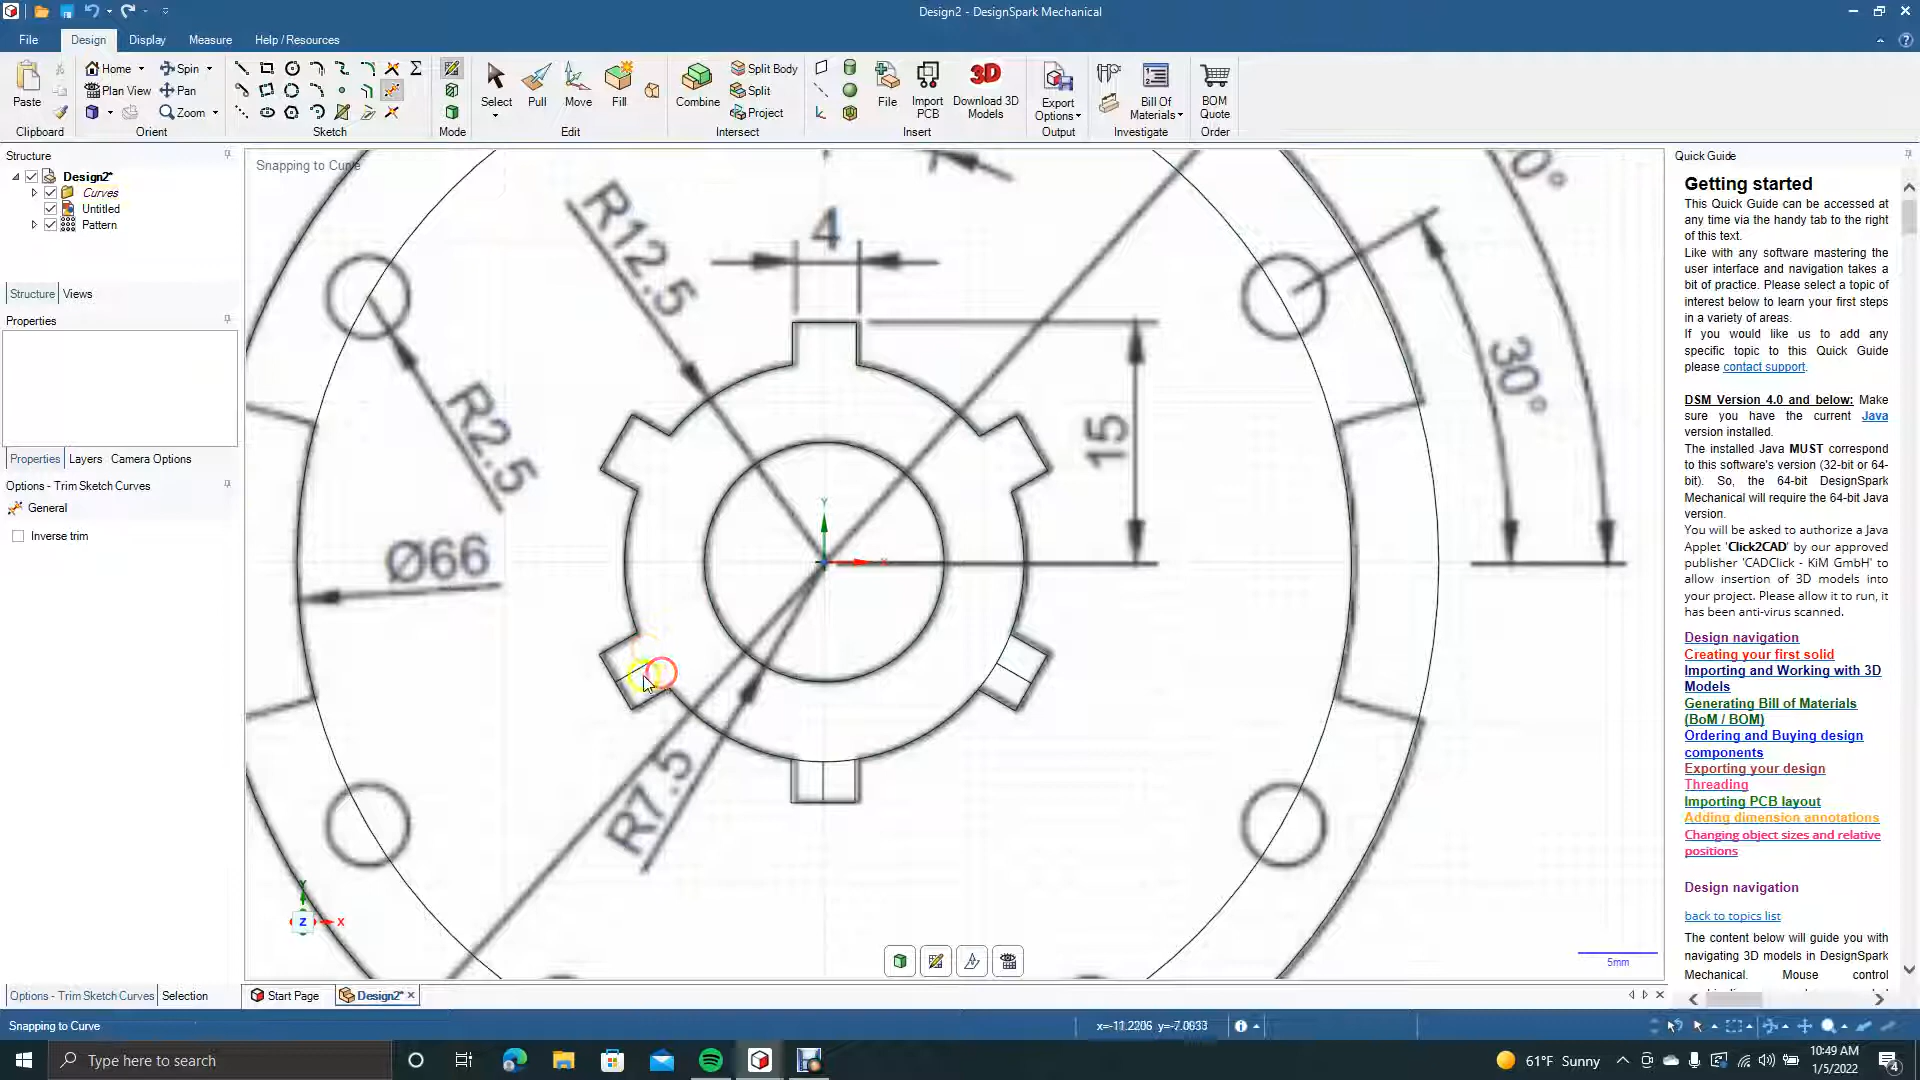 Design2 - DesignSpark Mechanical
File
Design
Display
Measure
Help / Resources
Paste
Home
Plan View
Spin
Pan
Zoom
Select
Pull
Move
Fill
Combine
Split Body
Split
Project
File
Import
PCB
Download 3D
Models
Export
Options
Bill Of
Materials
BOM
Quote
Clipboard
Orient
Sketch
Mode
Edit
Intersect
Insert
Output
Investigate
Order
Structure
Design2*
Curves
Untitled
Pattern
Structure
Views
Properties
Properties
Layers
Camera Options
Options - Trim Sketch Curves
General
Inverse trim
Options - Trim Sketch Curves
Selection
Snapping to Curve
R12.5
4
R2.5
Ø66
15
30°
0°
R7.5
Y
X
Y
Z
X
5mm
Start Page
Design2*
Quick Guide
Getting started
This Quick Guide can be accessed at
any time via the handy tab to the right
of this text.
Like with any software mastering the
user interface and navigation takes a
bit of practice. Please select a topic of
interest below to learn your first steps
in a variety of areas.
If you would like us to add any
specific topic to this Quick Guide
please contact support.
DSM Version 4.0 and below: Make
sure you have the current Java
version installed.
The installed Java MUST correspond
to this software's version (32-bit or 64-
bit). So, the 64-bit DesignSpark
Mechanical will require the 64-bit Java
version.
You will be asked to authorize a Java
Applet 'Click2CAD' by our approved
publisher 'CADClick - KiM GmbH' to
allow insertion of 3D models into
your project. Please allow it to run, it
has been anti-virus scanned.
Design navigation
Creating your first solid
Importing and Working with 3D
Models
Generating Bill of Materials
(BoM / BOM)
Ordering and Buying design
components
Exporting your design
Threading
Importing PCB layout
Adding dimension annotations
Changing object sizes and relative
positions
Design navigation
back to topics list
The content below will guide you with
navigating 3D models in DesignSpark
Mechanical. Mouse control
Snapping to Curve
x=-11.2206 y=-7.0033
Type here to search
61°F Sunny
10:49 AM
1/5/2022
4